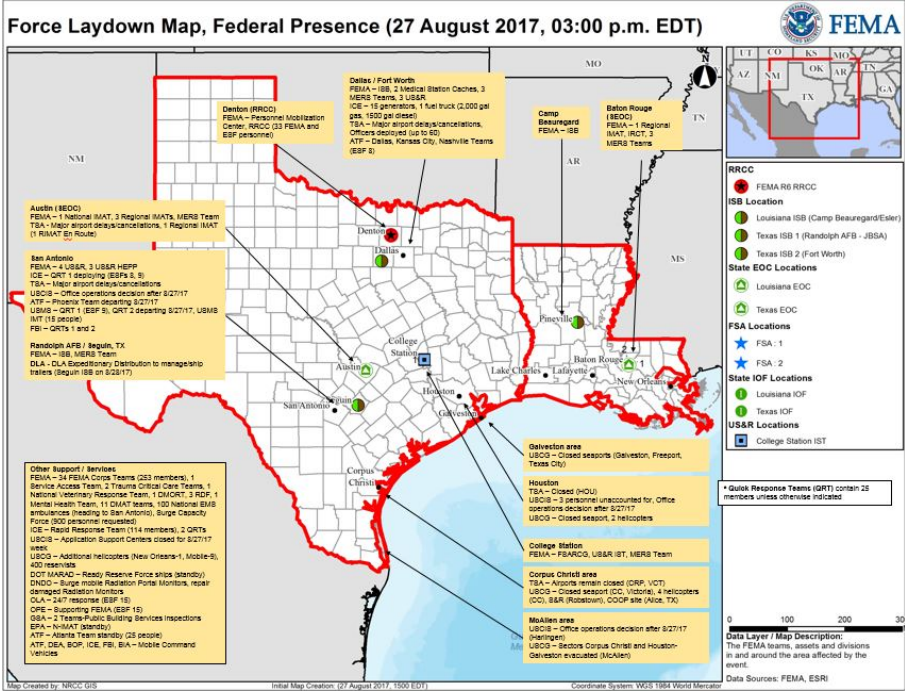 Force Laydown Map, Federal Presence (27 August 2017, 03:00 p.m. EDT)
FEMA
Denton (RRCC)
FEMA – Personnel Mobilization
Center, RRCC (33 FEMA and
ESF personnel)
Dallas / Fort Worth
FEMA – ISB, 2 Medical Station Caches, 3
MERS Teams, 3 US&R
ICE – 15 generators, 1 fuel truck (2,000 gal
gas, 1500 gal diesel)
TSA – Major airport delays/cancellations,
Officers deployed (up to 60)
ATF – Dallas, Kansas City, Nashville Teams
(ESF 8)
Camp
Beauregard
FEMA – ISB
Baton Rouge
(SEOC)
FEMA – 1 Regional
IMAT, IRCT, 3
MERS Teams
Austin (SEOC)
FEMA – 1 National IMAT, 3 Regional IMATs, MERS Team
TSA - Major airport delays/cancellations, 1 Regional IMAT
(1 RIMAT En Route)
San Antonio
FEMA – 4 US&R, 3 US&R HEPP
ICE – QRT 1 deploying (ESFs 8, 9)
TSA – Major airport delays/cancellations
USCIS – Office operations decision after 8/27/17
ATF – Phoenix Team departing 8/27/17
USMS – QRT 1 (ESF 9), QRT 2 departing 8/27/17, USMS
IMT (15 people)
FBI – QRTs 1 and 2
Randolph AFB / Seguin, TX
FEMA – ISB, MERS Team
DLA - DLA Expeditionary Distribution to manage/ship
trailers (Seguin ISB on 8/28/17)
Other Support / Services
FEMA – 34 FEMA Corps Teams (253 members), 1
Service Access Team, 2 Trauma Critical Care Teams, 1
National Veterinary Response Team, 1 DMORT, 3 RDF, 1
Mental Health Team, 11 DMAT teams, 100 National EMS
ambulances (heading to San Antonio), Surge Capacity
Force (900 personnel requested)
ICE – Rapid Response Team (114 members), 2 QRTs
USCIS – Application Support Centers closed for 8/27/17
week
USCG – Additional helicopters (New Orleans-1, Mobile-9),
400 reservists
DOT MARAD – Ready Reserve Force ships (standby)
DNDO – Surge mobile Radiation Portal Monitors, repair
damaged Radiation Monitors
OLA – 24/7 response (ESF 15)
OPE – Supporting FEMA (ESF 15)
GSA – 2 Teams-Public Building Services inspections
EPA – N-IMAT (standby)
ATF – Atlanta Team standby (25 people)
ATF, DEA, BOP, ICE, FBI, BIA – Mobile Command
Vehicles
Galveston area
USCG – Closed seaports (Galveston, Freeport,
Texas City)
Houston
TSA – Closed (HOU)
USCIS – 3 personnel unaccounted for, Office
operations decision after 8/27/17
USCG – Closed seaport, 2 helicopters
College Station
FEMA – FSARCG, US&R IST, MERS Team
Corpus Christi area
TSA – Airports remain closed (CRP, VCT)
USCG – Closed seaport (CC, Victoria), 4 helicopters
(CC), S&R (Robstown), COOP site (Alice, TX)
McAllen area
USCIS – Office operations decision after 8/27/17
(Harlingen)
USCG – Sectors Corpus Christi and Houston-
Galveston evacuated (McAllen)
NM
MO
TN
AR
MS
N
Denton
Dallas
College
Station
Austin
Seguin
San Antonio
Houston
Galveston
Corpus
Christi
Pineville
Lake Charles
Lafayette
Baton Rouge
2
1
New Orleans
UT
CO
KS
MO
AZ
NM
OK
AR
TN
TX
GA
RRCC
FEMA R6 RRCC
ISB Location
Louisiana ISB (Camp Beauregard/Esler)
Texas ISB 1 (Randolph AFB - JBSA)
Texas ISB 2 (Fort Worth)
State EOC Locations
Louisiana EOC
Texas EOC
FSA Locations
FSA : 1
FSA : 2
State IOF Locations
Louisiana IOF
Texas IOF
US&R Locations
College Station IST
* Quick Response Teams (QRT) contain 25
members unless otherwise indicated
0 100 200 30
Data Layer / Map Description:
The FEMA teams, assets and divisions
in and around the area affected by the
event.
Data Sources: FEMA, ESRI
Map Created by: NRCC GIS
Initial Map Creation: (27 August 2017, 1500 EDT)
Coordinate System: WGS 1984 World Mercator